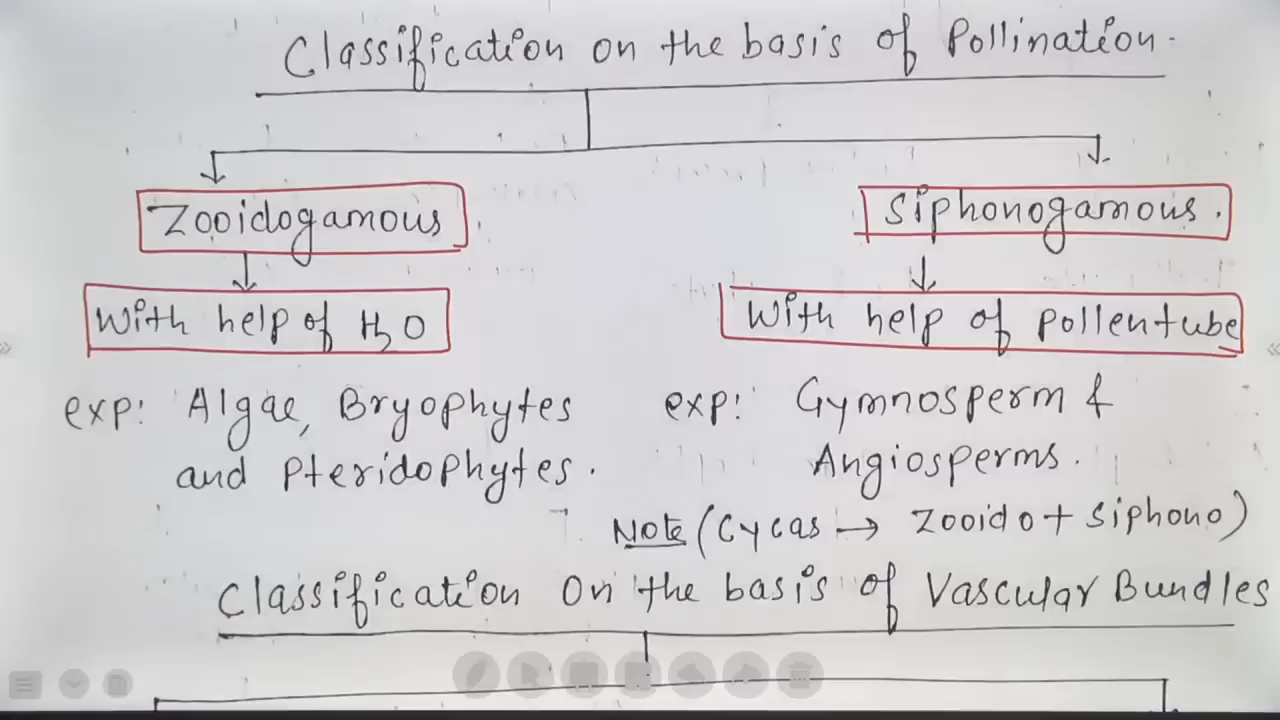 Classification on the basis of Pollination.
Zooidogamous
Siphonogamous.
With help of H2O
With help of pollentube
exp: Algae, Bryophytes
and Pteridophytes.
exp: Gymnosperm &
Angiosperms.
Note (Cycas → Zooido + Siphono)
Classification On the basis of Vascular Bundles